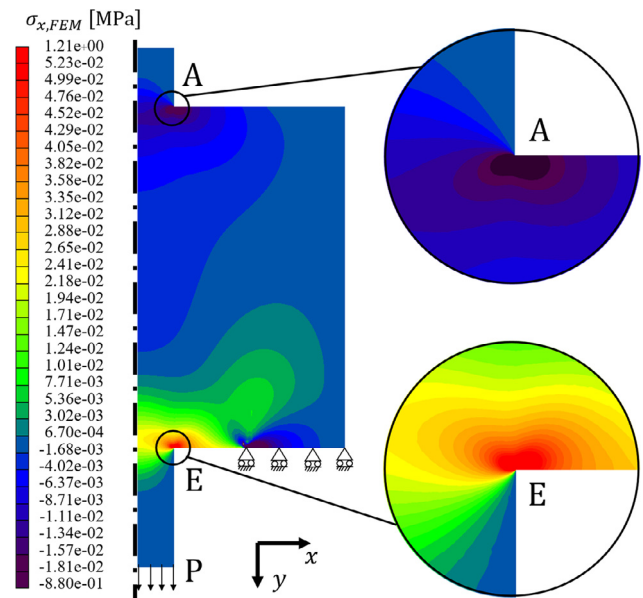 σx,FEM [MPa]
1.21e+00
5.23e-02
4.99e-02
4.76e-02
4.52e-02
4.29e-02
4.05e-02
3.82e-02
3.58e-02
3.35e-02
3.12e-02
2.88e-02
2.65e-02
2.41e-02
2.18e-02
1.94e-02
1.71e-02
1.47e-02
1.24e-02
1.01e-02
7.71e-03
5.36e-03
3.02e-03
6.70e-04
-1.68e-03
-4.02e-03
-6.37e-03
-8.71e-03
-1.11e-02
-1.34e-02
-1.57e-02
-1.81e-02
-8.80e-01
A
A
E
E
P
x
y